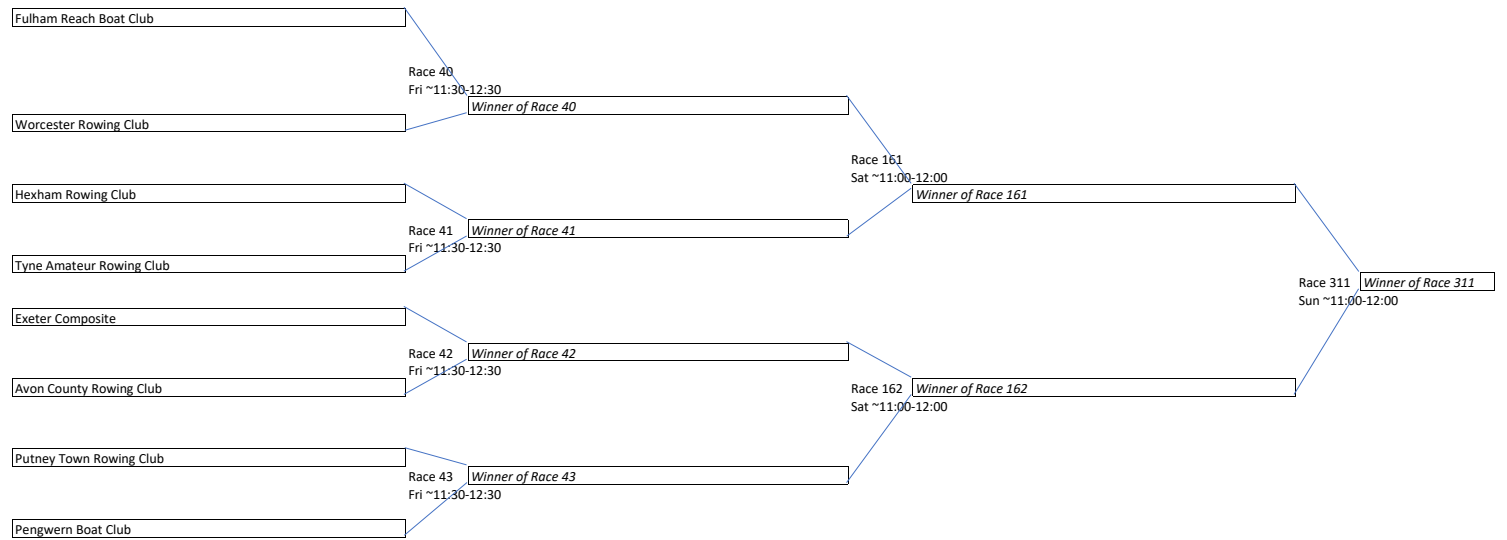 Fulham Reach Boat Club
Race 40
Fri ~11:30-12:30
Winner of Race 40
Worcester Rowing Club
Race 161
Sat ~11:00-12:00
Hexham Rowing Club
Winner of Race 161
Race 41
Winner of Race 41
Fri ~11:30-12:30
Tyne Amateur Rowing Club
Race 311
Winner of Race 311
Sun ~11:00-12:00
Exeter Composite
Race 42
Winner of Race 42
Fri ~11:30-12:30
Avon County Rowing Club
Race 162
Winner of Race 162
Sat ~11:00-12:00
Putney Town Rowing Club
Race 43
Winner of Race 43
Fri ~11:30-12:30
Pengwern Boat Club